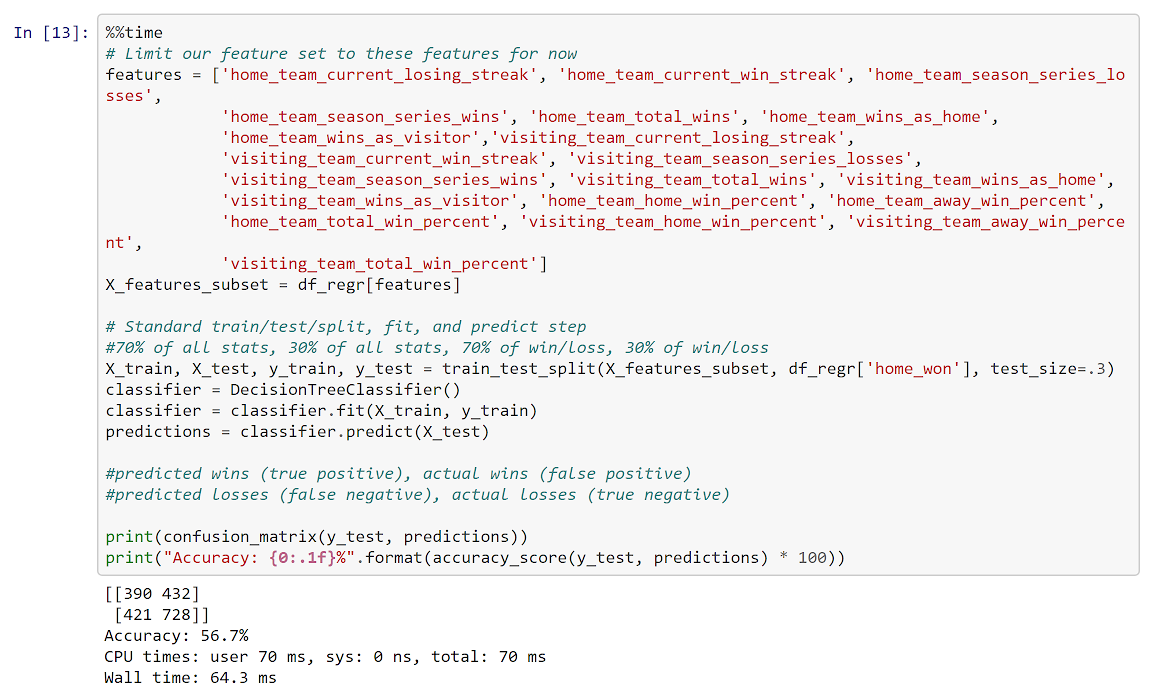 In [13]: %%time
# Limit our feature set to these features for now
features = ['home_team_current_losing_streak', 'home_team_current_win_streak', 'home_team_season_series_lo
sses',
            'home_team_season_series_wins', 'home_team_total_wins', 'home_team_wins_as_home',
            'home_team_wins_as_visitor','visiting_team_current_losing_streak',
            'visiting_team_current_win_streak', 'visiting_team_season_series_losses',
            'visiting_team_season_series_wins', 'visiting_team_total_wins', 'visiting_team_wins_as_home',
            'visiting_team_wins_as_visitor', 'home_team_home_win_percent', 'home_team_away_win_percent',
            'home_team_total_win_percent', 'visiting_team_home_win_percent', 'visiting_team_away_win_perce
nt',
            'visiting_team_total_win_percent']
X_features_subset = df_regr[features]
# Standard train/test/split, fit, and predict step
#70% of all stats, 30% of all stats, 70% of win/loss, 30% of win/loss
X_train, X_test, y_train, y_test = train_test_split(X_features_subset, df_regr['home_won'], test_size=.3)
classifier = DecisionTreeClassifier()
classifier = classifier.fit(X_train, y_train)
predictions = classifier.predict(X_test)
#predicted wins (true positive), actual wins (false positive)
#predicted losses (false negative), actual losses (true negative)
print(confusion_matrix(y_test, predictions))
print("Accuracy: {0:.1f}%".format(accuracy_score(y_test, predictions) * 100))
[[390 432]
 [421 728]]
Accuracy: 56.7%
CPU times: user 70 ms, sys: 0 ns, total: 70 ms
Wall time: 64.3 ms